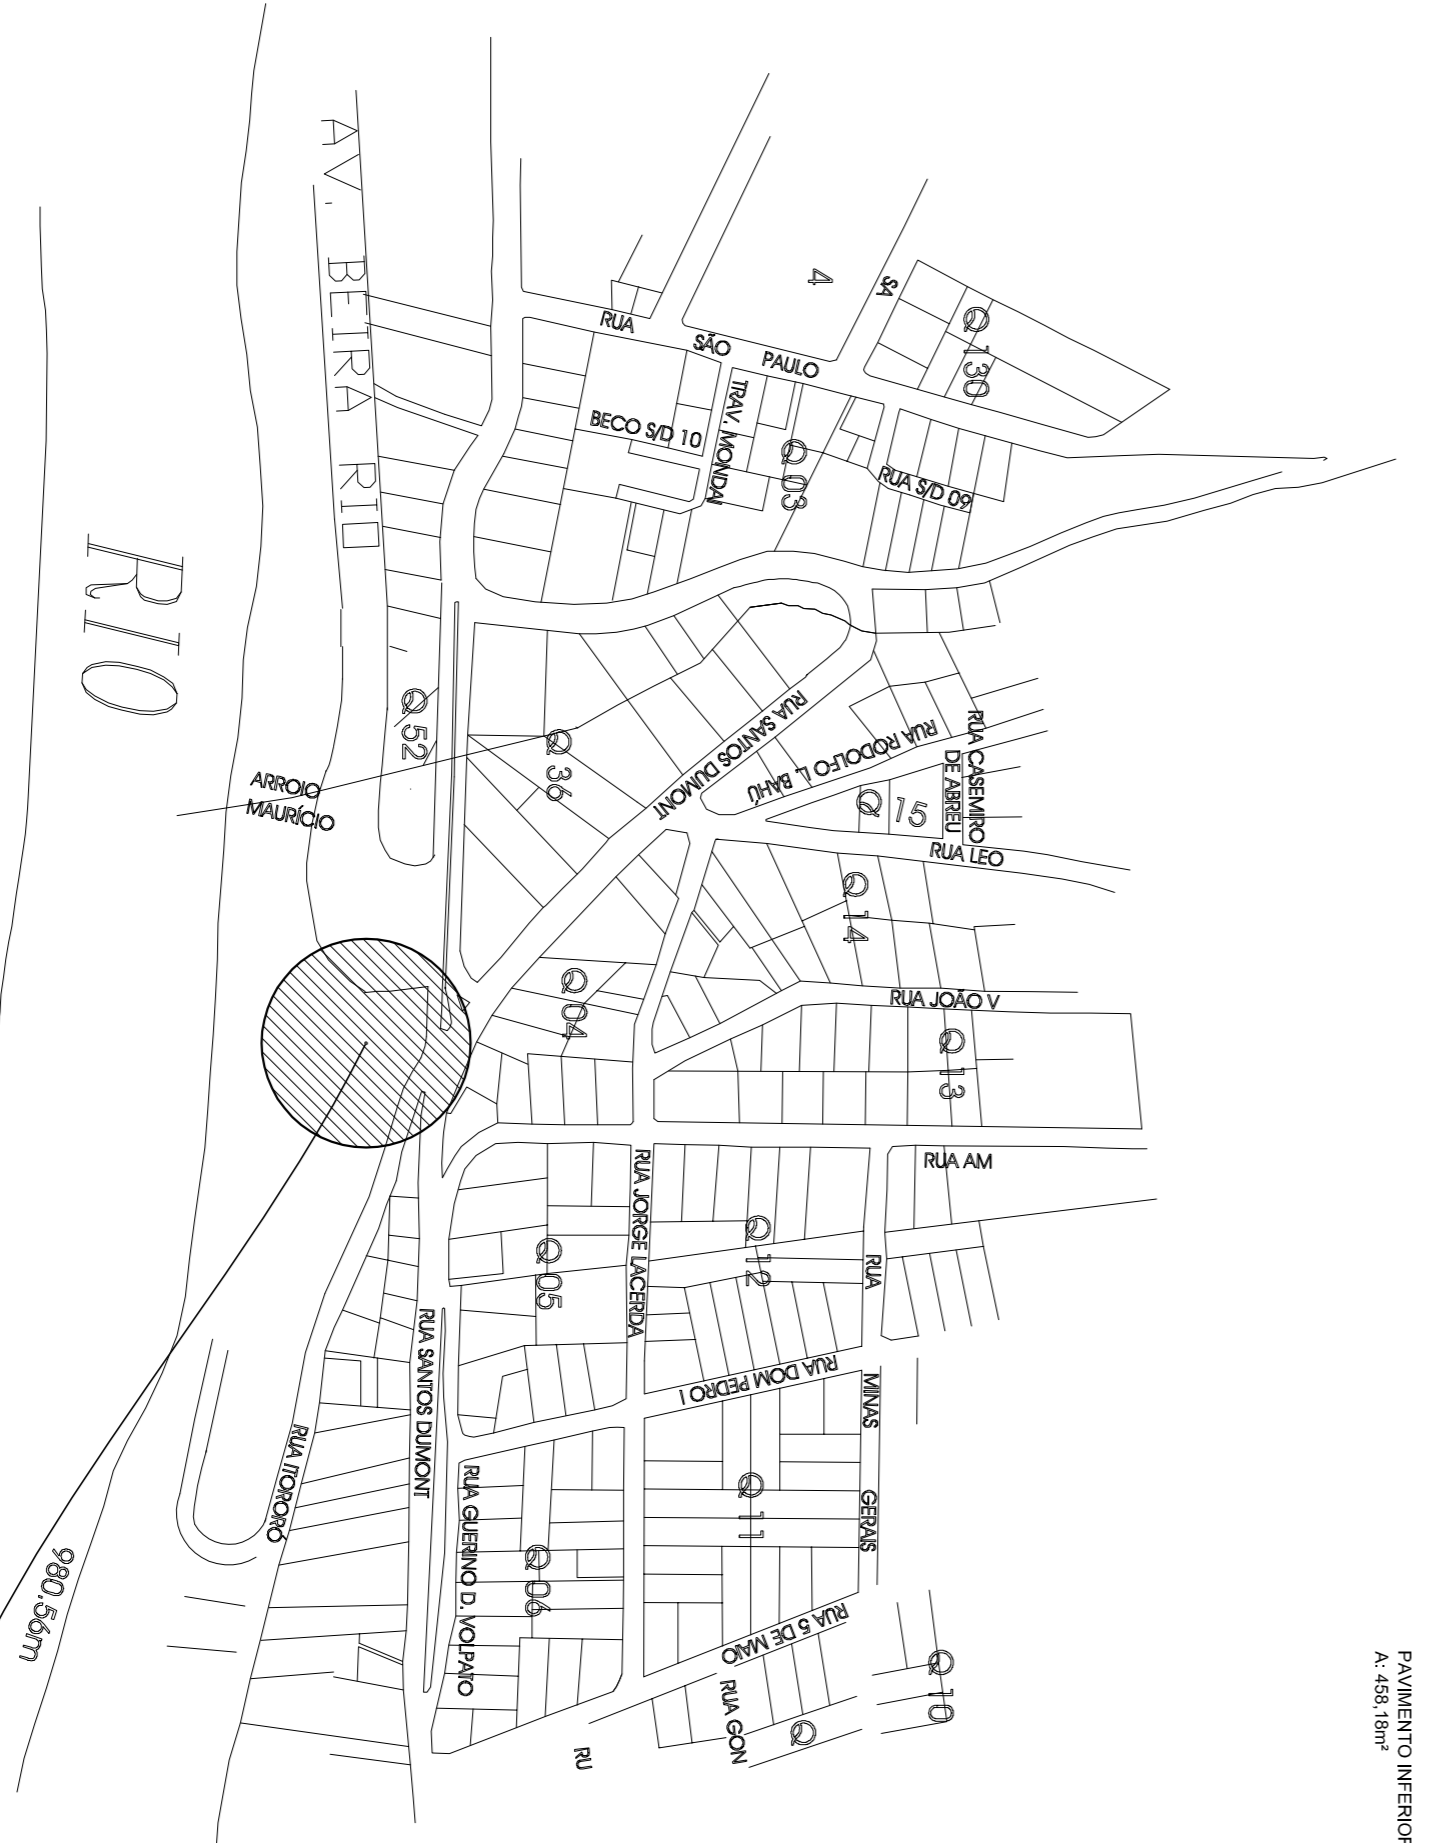 AV. BEIRA RIO
RIO
4
SA
Q 130
RUA SÃO PAULO
BECO S/D 10
TRAV. MONDAI
Q 03
RUA S/D 09
Q 52
Q 36
ARROIO
MAURÍCIO
RUA SANTOS DUMONT
RUA RODOLFO L. BAHÚ
RUA CASEMIRO
DE ABREU
Q 15
RUA LEO
Q 14
Q 04
RUA JOÃO V
Q 13
RUA AM
RUA JORGE LACERDA
Q 05
Q 12
RUA MINAS GERAIS
RUA DOM PEDRO I
RUA SANTOS DUMONT
RUA ITORORÓ
RUA GUERINO D. VOLPATO
Q 11
Q 06
RUA 5 DE MAIO
Q 10
RUA GON
Q
RU
980.56m
PAVIMENTO INFERIOR
A: 458,18m²